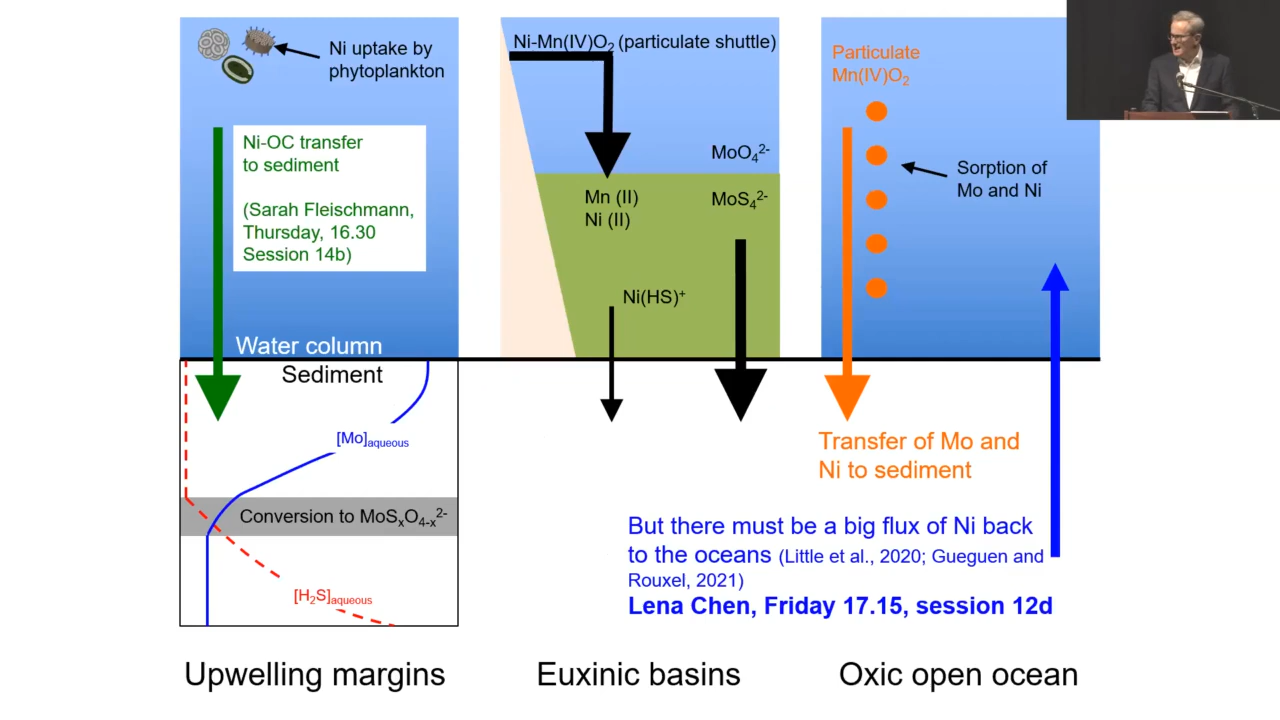 Ni uptake by
phytoplankton
Ni-OC transfer
to sediment
(Sarah Fleischmann,
Thursday, 16.30
Session 14b)
Water column
Sediment
[Mo]aqueous
Conversion to MoSxO4-x2-
[H2S]aqueous
Upwelling margins
Ni-Mn(IV)O2 (particulate shuttle)
MoO42-
Mn (II)
Ni (II)
MoS42-
Ni(HS)+
Euxinic basins
Particulate
Mn(IV)O2
Sorption of
Mo and Ni
Transfer of Mo and
Ni to sediment
But there must be a big flux of Ni back
to the oceans (Little et al., 2020; Gueguen and
Rouxel, 2021)
Lena Chen, Friday 17.15, session 12d
Oxic open ocean